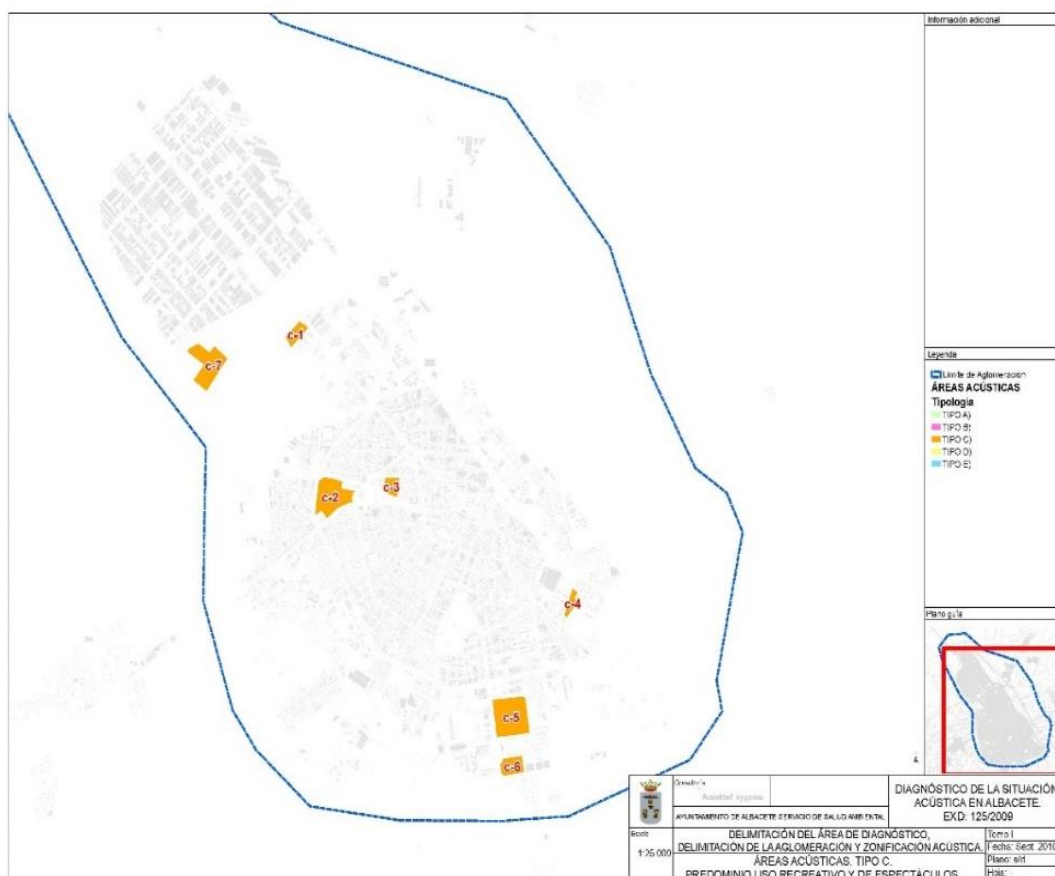 Información adicional
c-1
c-7
c-2
c-3
c-4
c-5
c-6
Leyenda
Límite de Aglomeración
ÁREAS ACÚSTICAS
Tipología
TIPO A)
TIPO B)
TIPO C)
TIPO D)
TIPO E)
Plano guía
DIAGNÓSTICO DE LA SITUACIÓN
ACÚSTICA EN ALBACETE.
EXD: 125/2009
AYUNTAMIENTO DE ALBACETE SERVICIO DE SALUD AMBIENTAL
1:25.000
DELIMITACIÓN DEL ÁREA DE DIAGNÓSTICO,
DELIMITACIÓN DE LA AGLOMERACIÓN Y ZONIFICACIÓN ACÚSTICA.
ÁREAS ACÚSTICAS. TIPO C.
PREDOMINIO USO RECREATIVO Y DE ESPECTÁCULOS
Tomo I
Fecha: Sept. 2010
Plano: s/d
Hoja: